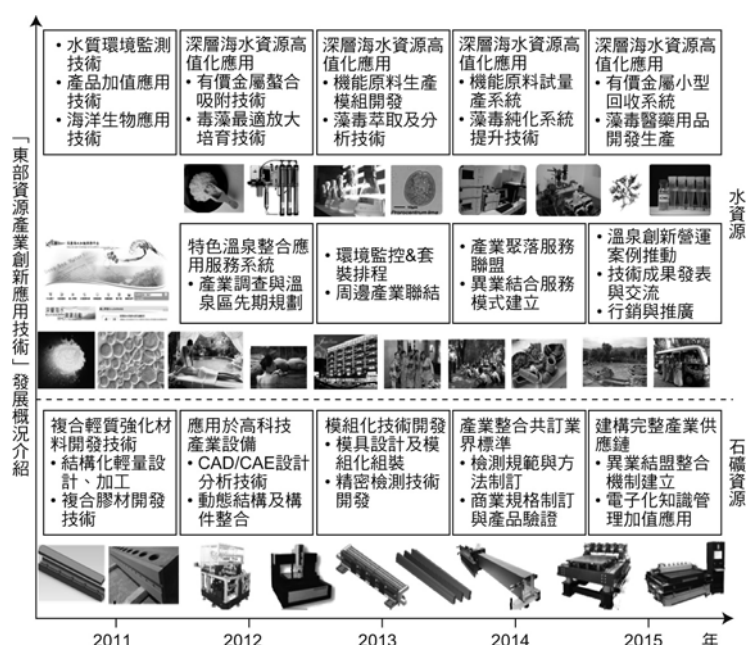 「東部資源產業創新應用技術」發展概況介紹
• 水質環境監測
技術
• 產品加值應用
技術
• 海洋生物應用
技術
深層海水資源高
值化應用
• 有價金屬螯合
吸附技術
• 毒藻最適放大
培育技術
深層海水資源高
值化應用
• 機能原料生產
模組開發
• 藻毒萃取及分
析技術
深層海水資源高
值化應用
• 機能原料試量
產系統
• 藻毒純化系統
提升技術
深層海水資源高
值化應用
• 有價金屬小型
回收系統
• 藻毒醫藥用品
開發生產
水資源
特色溫泉整合應
用服務系統
• 產業調查與溫
泉區先期規劃
• 環境監控&套
裝排程
• 周邊產業聯結
• 產業聚落服務
聯盟
• 異業結合服務
模式建立
• 溫泉創新營運
案例推動
• 技術成果發表
與交流
• 行銷與推廣
複合輕質強化材
料開發技術
• 結構化輕量設
計、加工
• 複合膠材開發
技術
應用於高科技
產業設備
• CAD/CAE設計
分析技術
• 動態結構及構
件整合
模組化技術開發
• 模具設計及模
組化組裝
• 精密檢測技術
開發
產業整合共訂業
界標準
• 檢測規範與方
法制訂
• 商業規格制訂
與產品驗證
建構完整產業供
應鏈
• 異業結盟整合
機制建立
• 電子化知識管
理加值應用
石礦資源
2011
2012
2013
2014
2015
年